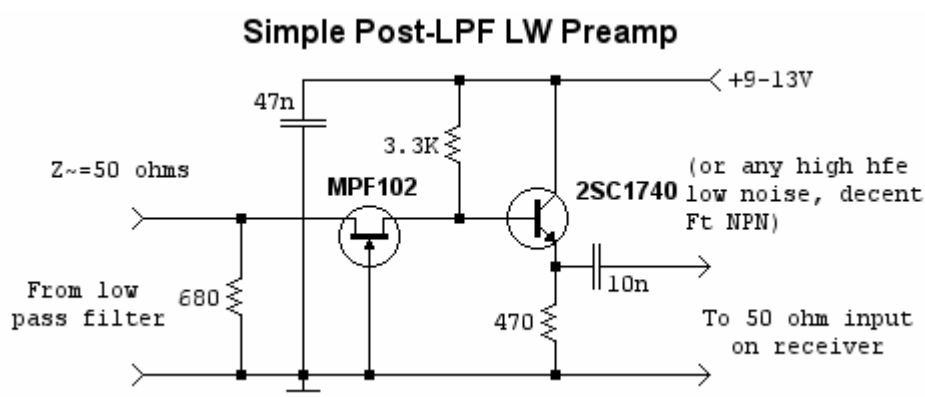 Simple Post-LPF LW Preamp
+9-13V
47n
3.3K
Z~=50 ohms
MPF102
2SC1740
(or any high hfe
low noise, decent
Ft NPN)
From low
pass filter
680
10n
470
To 50 ohm input
on receiver